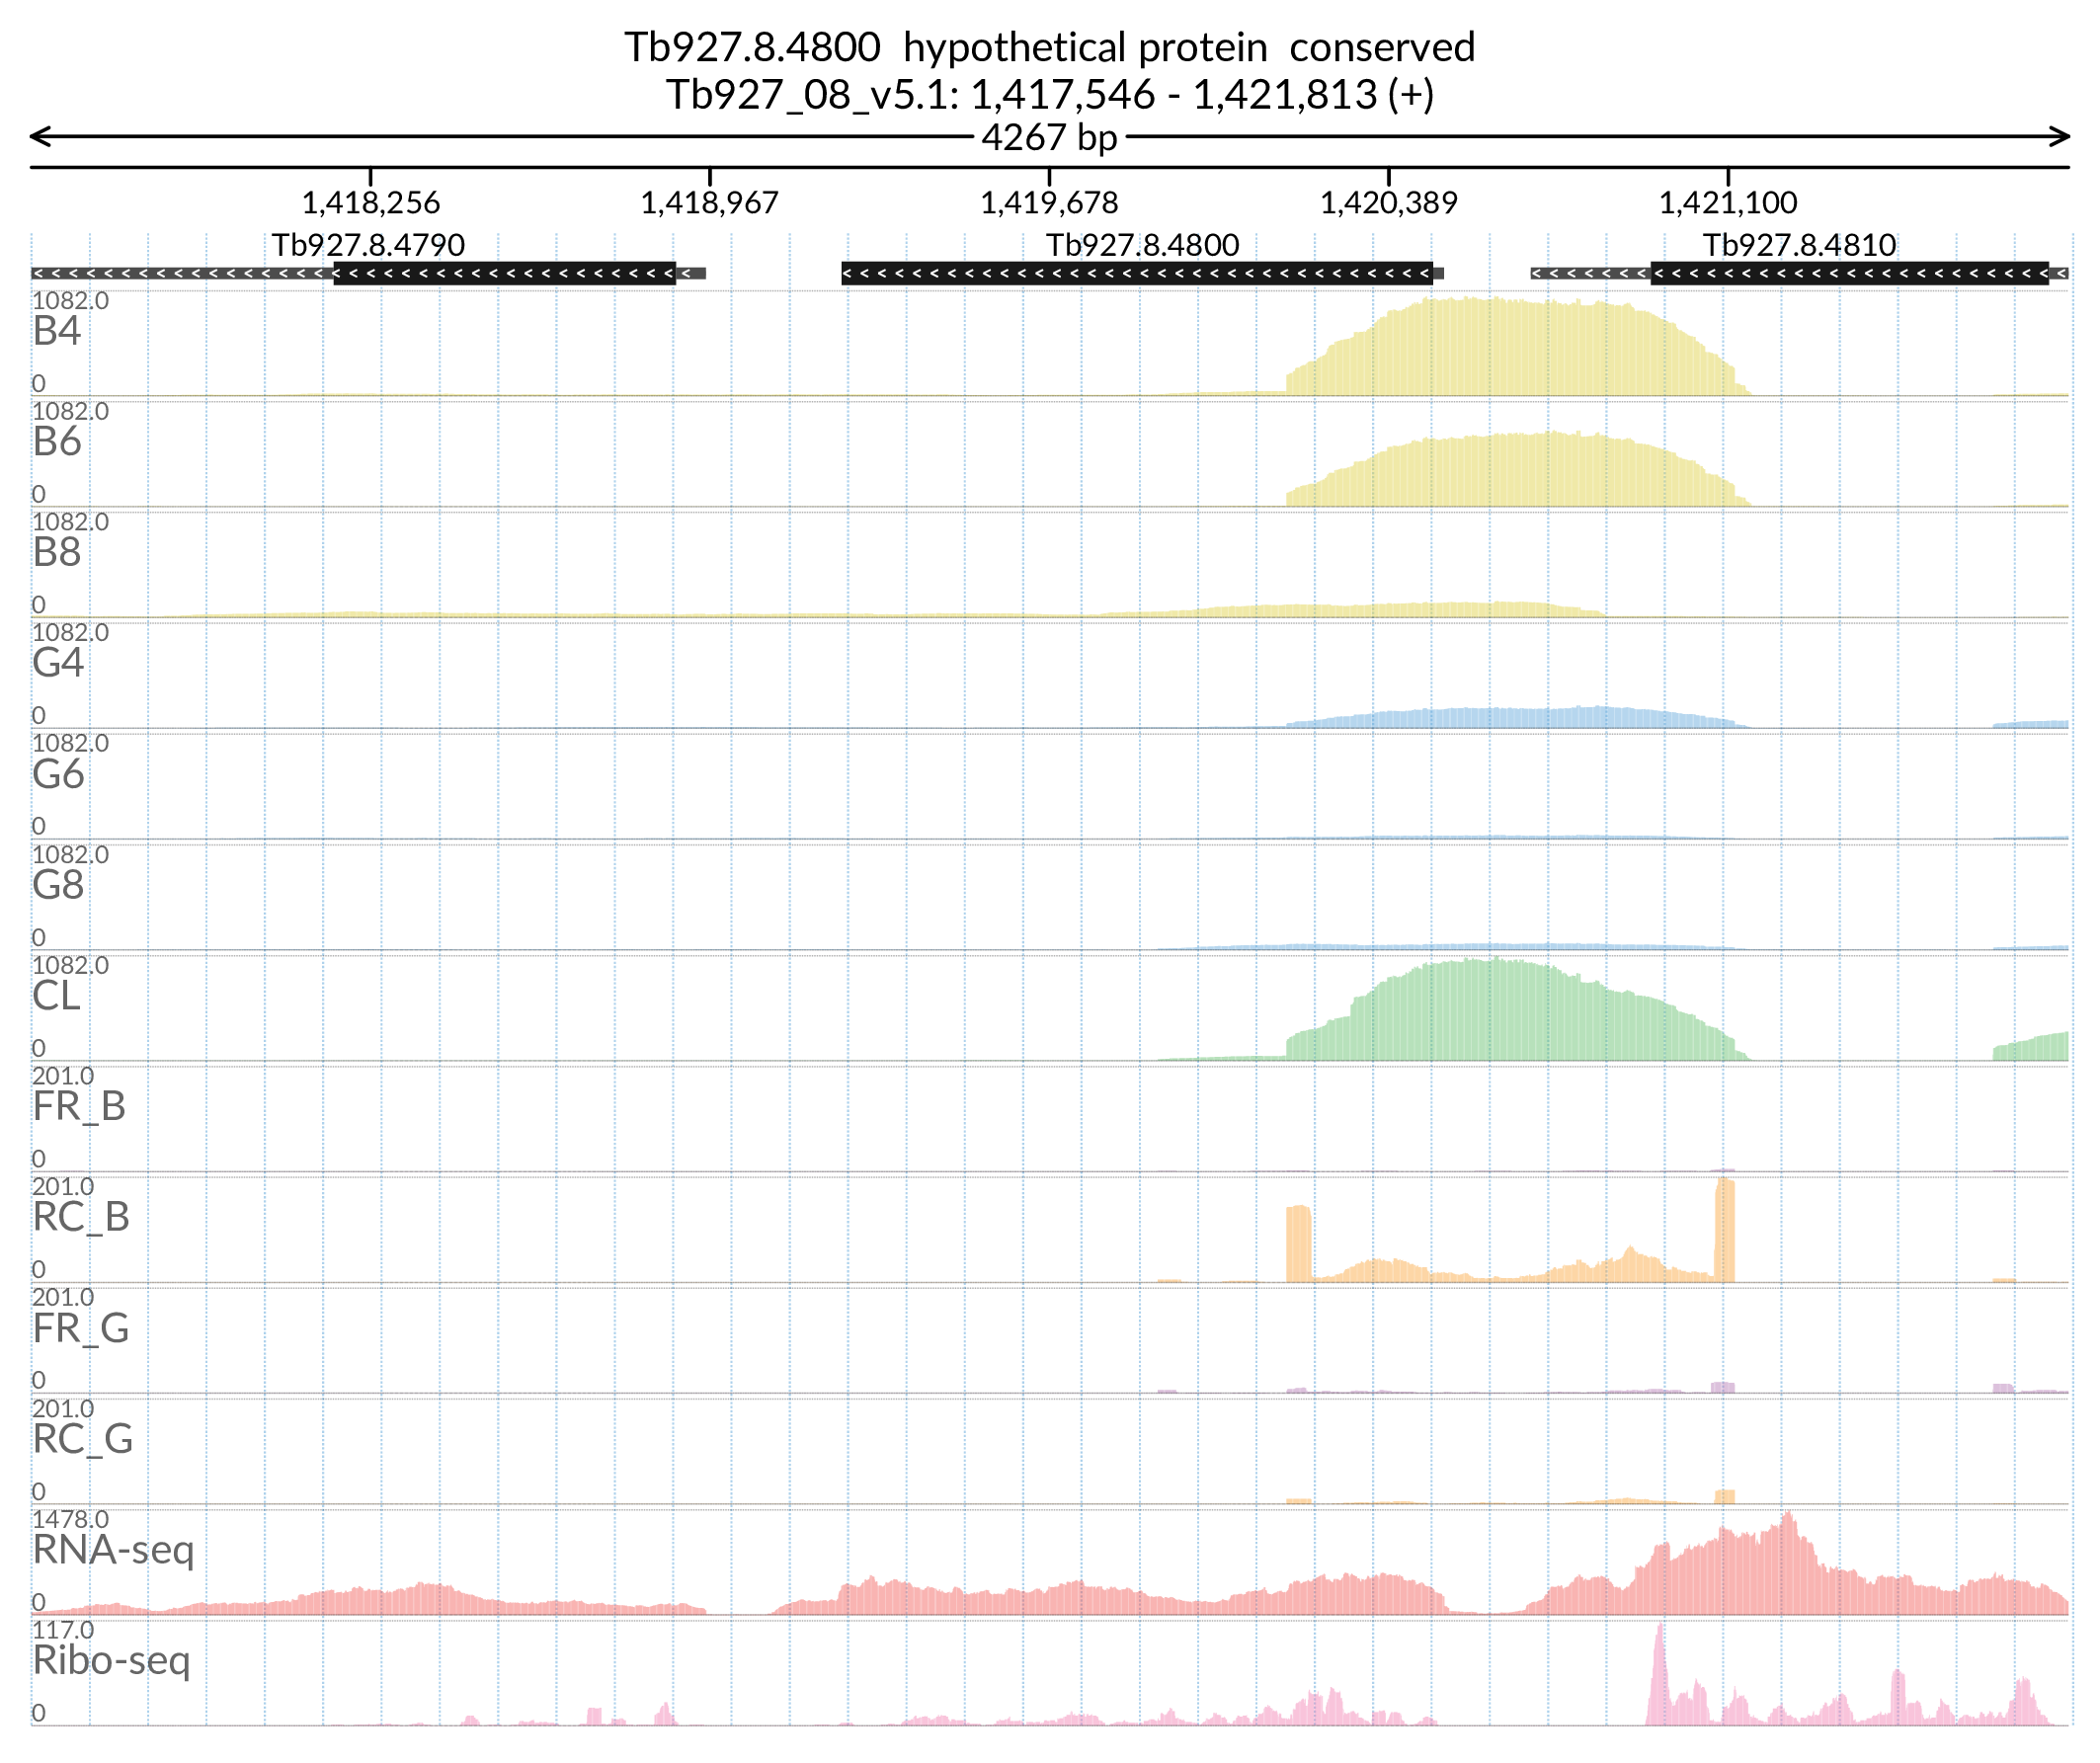 Tb927.8.4800 hypothetical protein conserved
Tb927_08_v5.1: 1,417,546 - 1,421,813 (+)
4267 bp
1,418,256 1,418,967 1,419,678 1,420,389 1,421,100
Tb927.8.4790 Tb927.8.4800 Tb927.8.4810
1082.0
B4
0
1082.0
B6
0
1082.0
B8
0
1082.0
G4
0
1082.0
G6
0
1082.0
G8
0
1082.0
CL
0
201.0
FR_B
0
201.0
RC_B
0
201.0
FR_G
0
201.0
RC_G
0
1478.0
RNA-seq
0
117.0
Ribo-seq
0